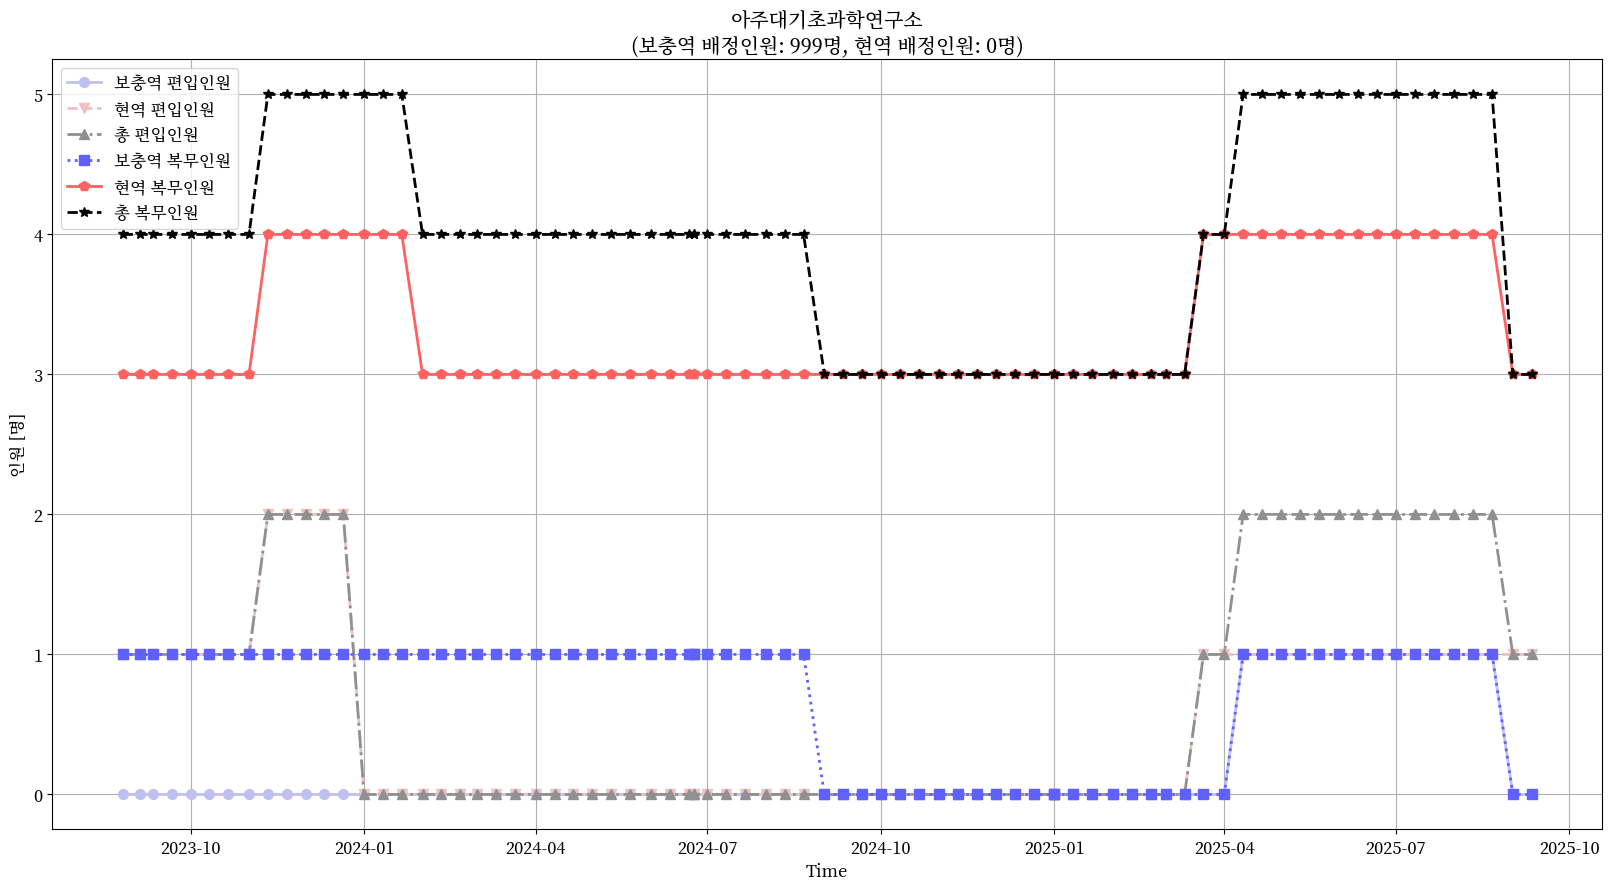 아주대기초과학연구소
(보충역 배정인원: 999명, 현역 배정인원: 0명)
보충역 편입인원
현역 편입인원
총 편입인원
보충역 복무인원
현역 복무인원
총 복무인원
인원 [명]
5
4
3
2
1
0
2023-10
2024-01
2024-04
2024-07
2024-10
2025-01
2025-04
2025-07
2025-10
Time